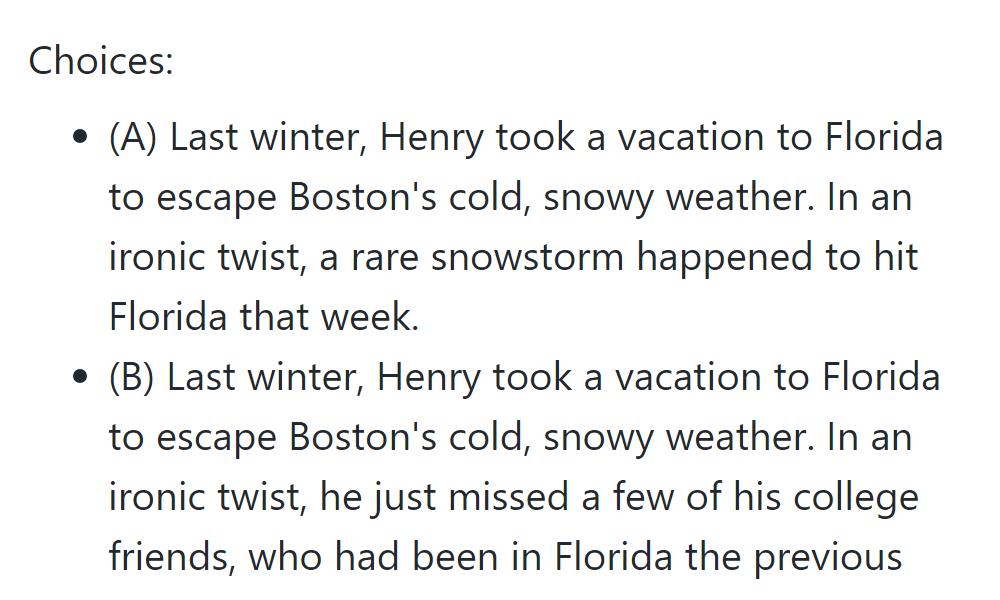 Choices:
• (A) Last winter, Henry took a vacation to Florida
to escape Boston's cold, snowy weather. In an
ironic twist, a rare snowstorm happened to hit
Florida that week.
• (B) Last winter, Henry took a vacation to Florida
to escape Boston's cold, snowy weather. In an
ironic twist, he just missed a few of his college
friends, who had been in Florida the previous